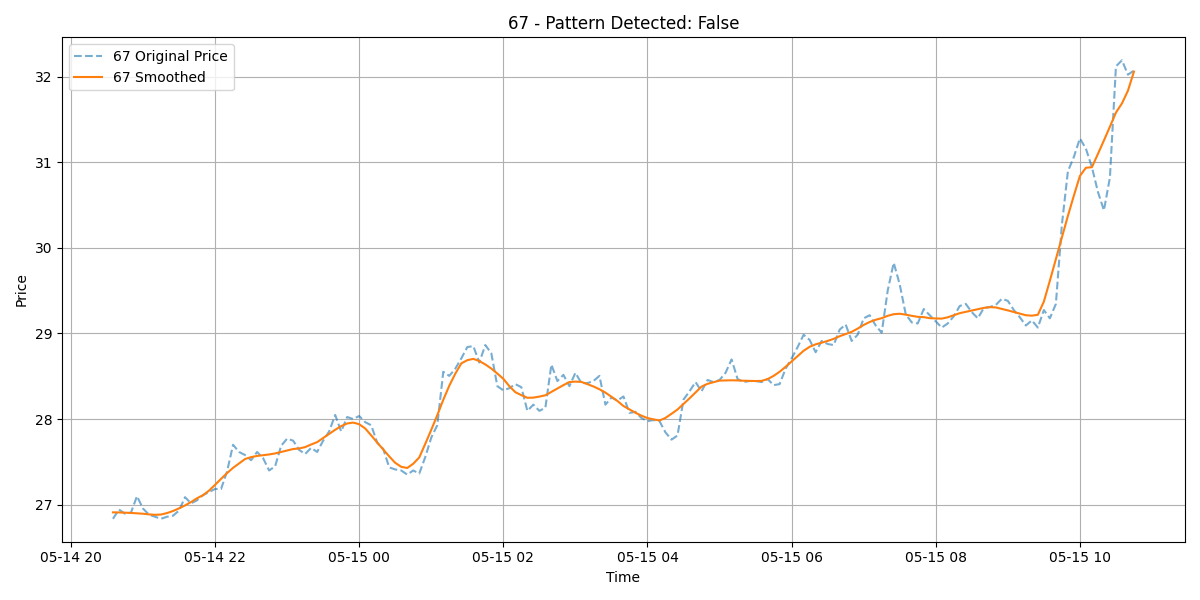 67 - Pattern Detected: False
67 Original Price
67 Smoothed
Price
32
31
30
29
28
27
05-14 20 05-14 22 05-15 00 05-15 02 05-15 04 05-15 06 05-15 08 05-15 10
Time